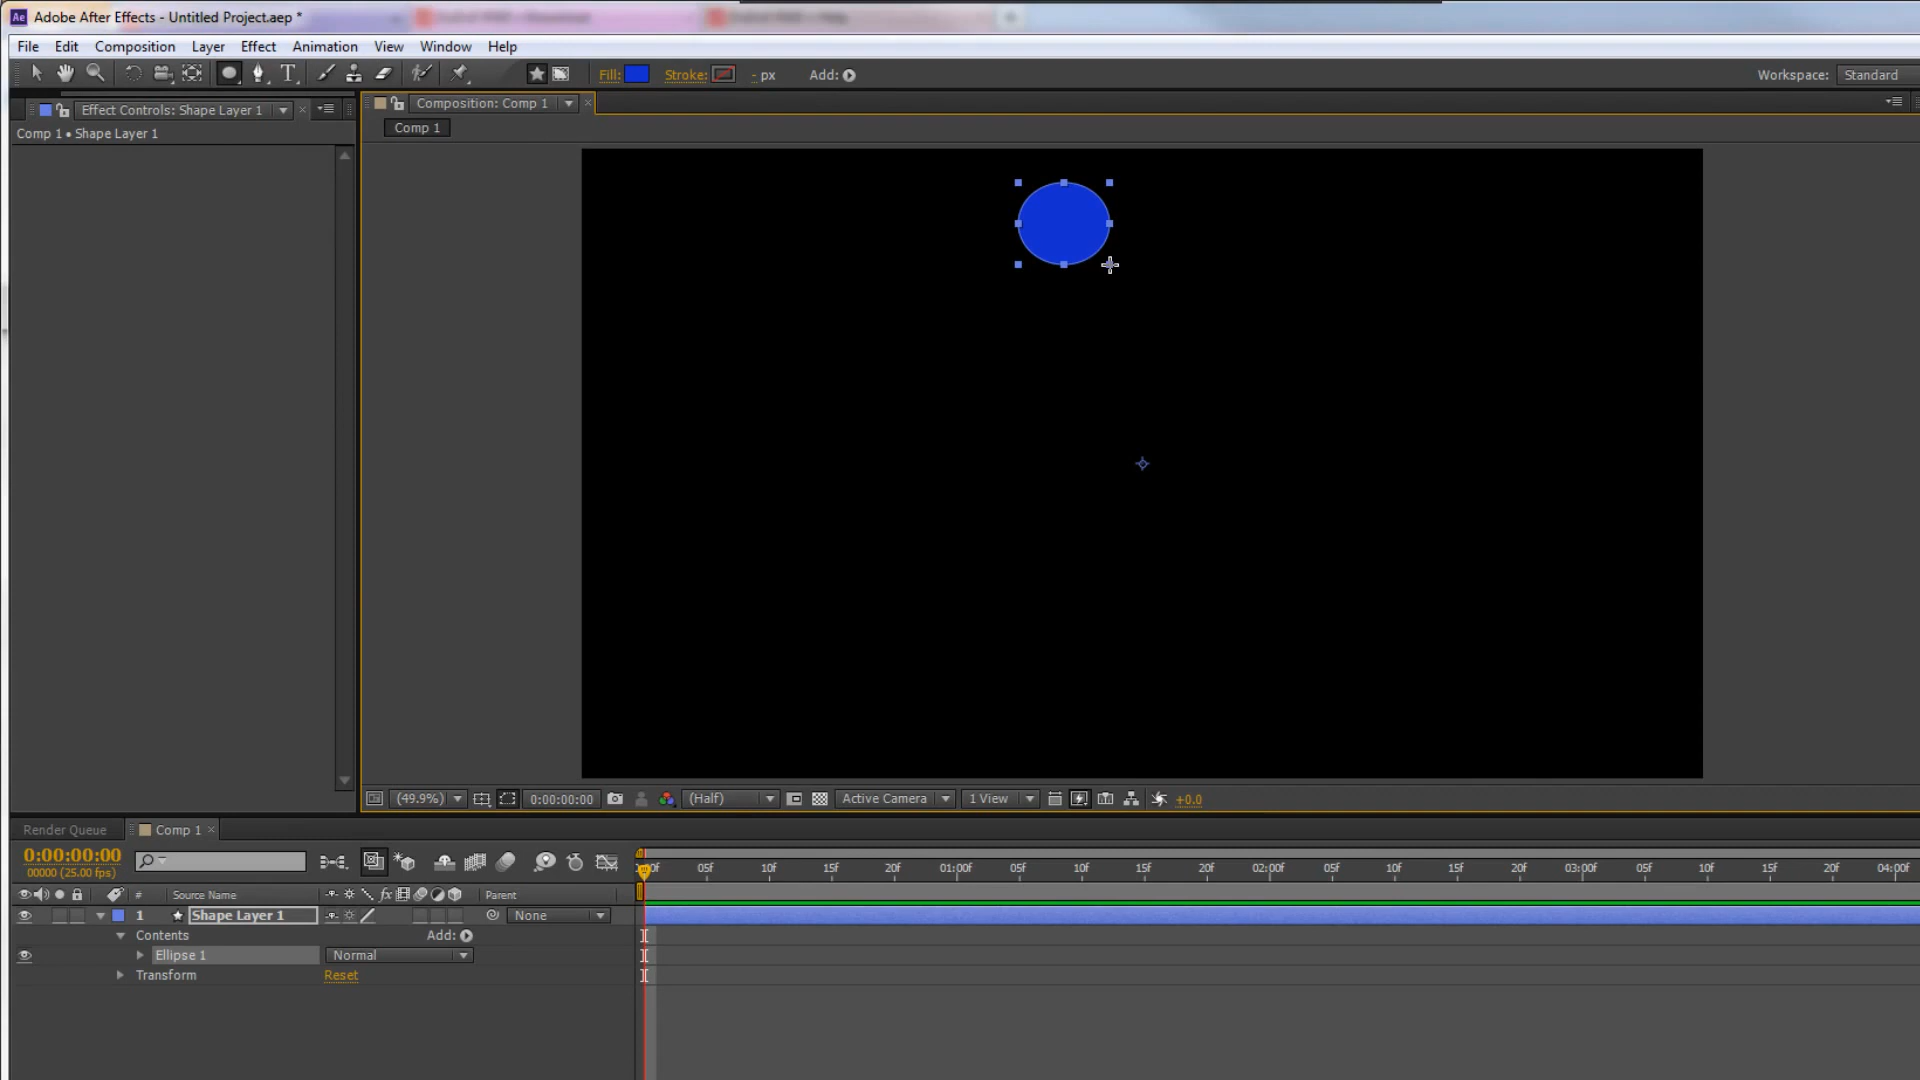 Adobe After Effects - Untitled Project.aep *
File Edit Composition Layer Effect Animation View Window Help
Fill: Stroke: - px Add: Workspace: Standard
Effect Controls: Shape Layer 1
Composition: Comp 1
Comp 1
Comp 1 • Shape Layer 1
(49.9%) 0:00:00:00 (Half) Active Camera 1 View +0.0
Render Queue Comp 1
0:00:00:00
00000 (25.00 fps)
05f 10f 15f 20f 01:00f 05f 10f 15f 20f 02:00f 05f 10f 15f 20f 03:00f 05f 10f 15f 20f 04:00f
# Source Name fx Parent
1 Shape Layer 1 None
Contents Add:
Ellipse 1 Normal
Transform Reset